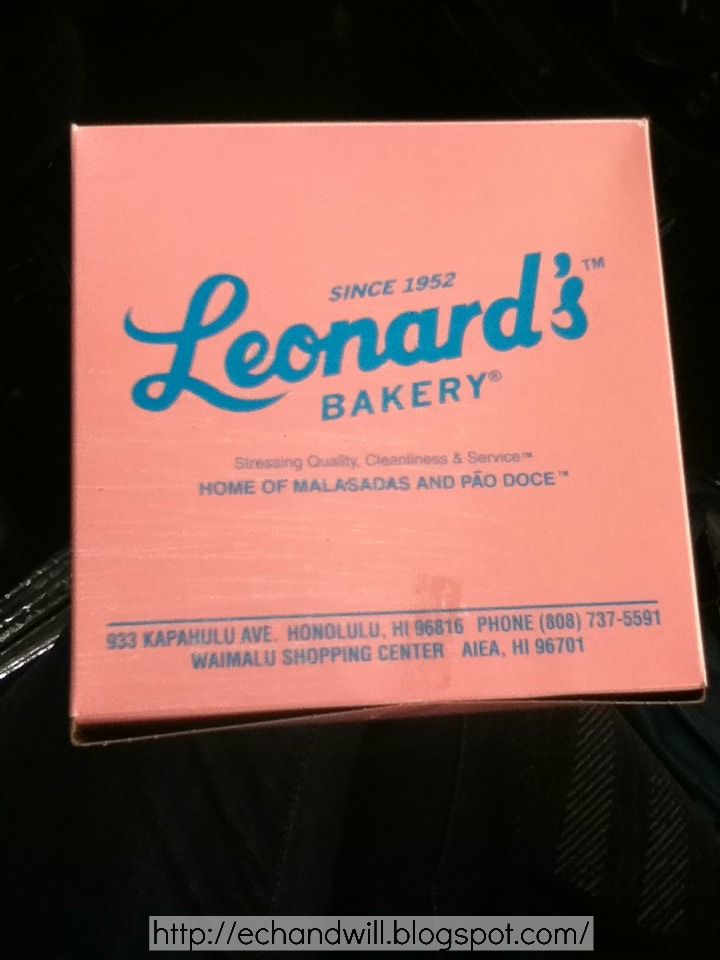 SINCE 1952
Leonard's™
BAKERY®
Stressing Quality, Cleanliness & Service™
HOME OF MALASADAS AND PÃO DOCE™
933 KAPAHULU AVE. HONOLULU, HI 96816 PHONE (808) 737-5591
WAIMALU SHOPPING CENTER AIEA, HI 96701
http://echandwill.blogspot.com/